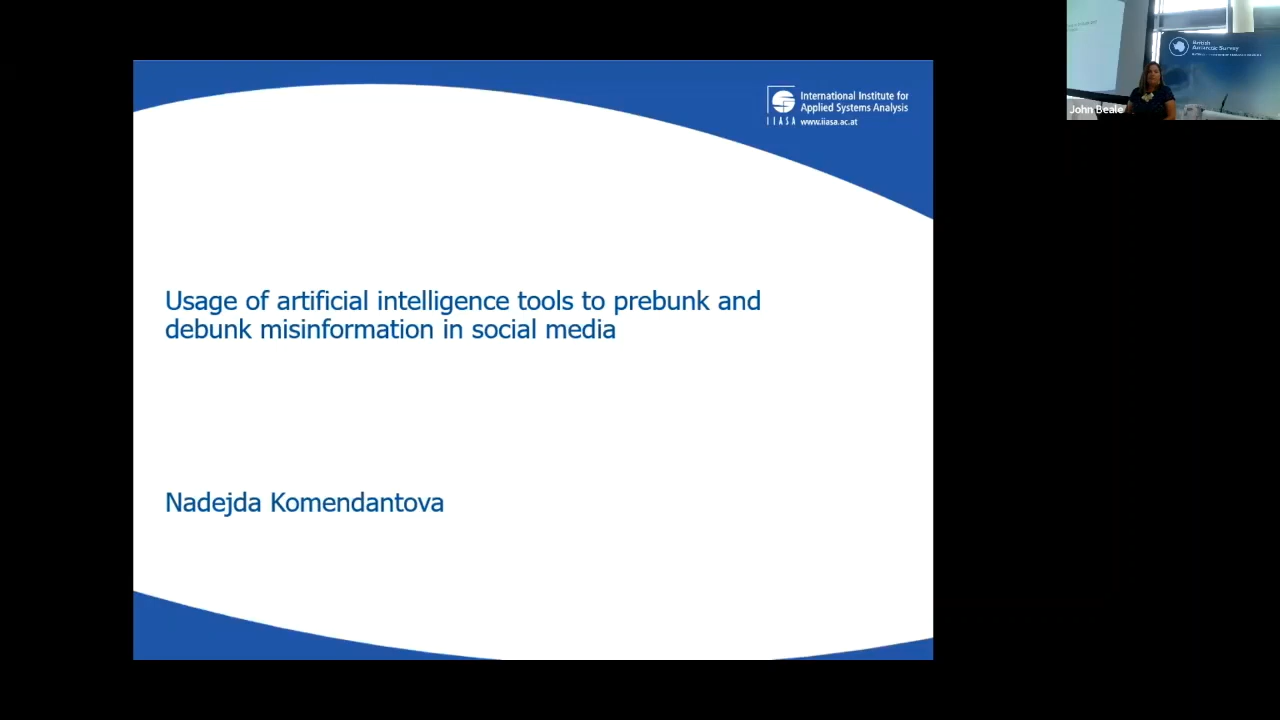 International Institute for
Applied Systems Analysis
IIASA www.iiasa.ac.at
British
Antarctic Survey
John Beale
Usage of artificial intelligence tools to prebunk and
debunk misinformation in social media
Nadejda Komendantova